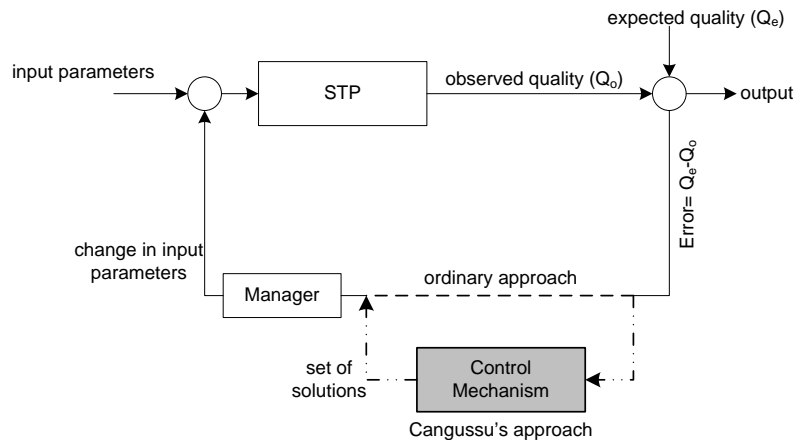 expected quality (Qe)
input parameters
STP
observed quality (Qo)
output
Error= Qe-Qo
change in input
parameters
Manager
ordinary approach
set of
solutions
Control
Mechanism
Cangussu's approach